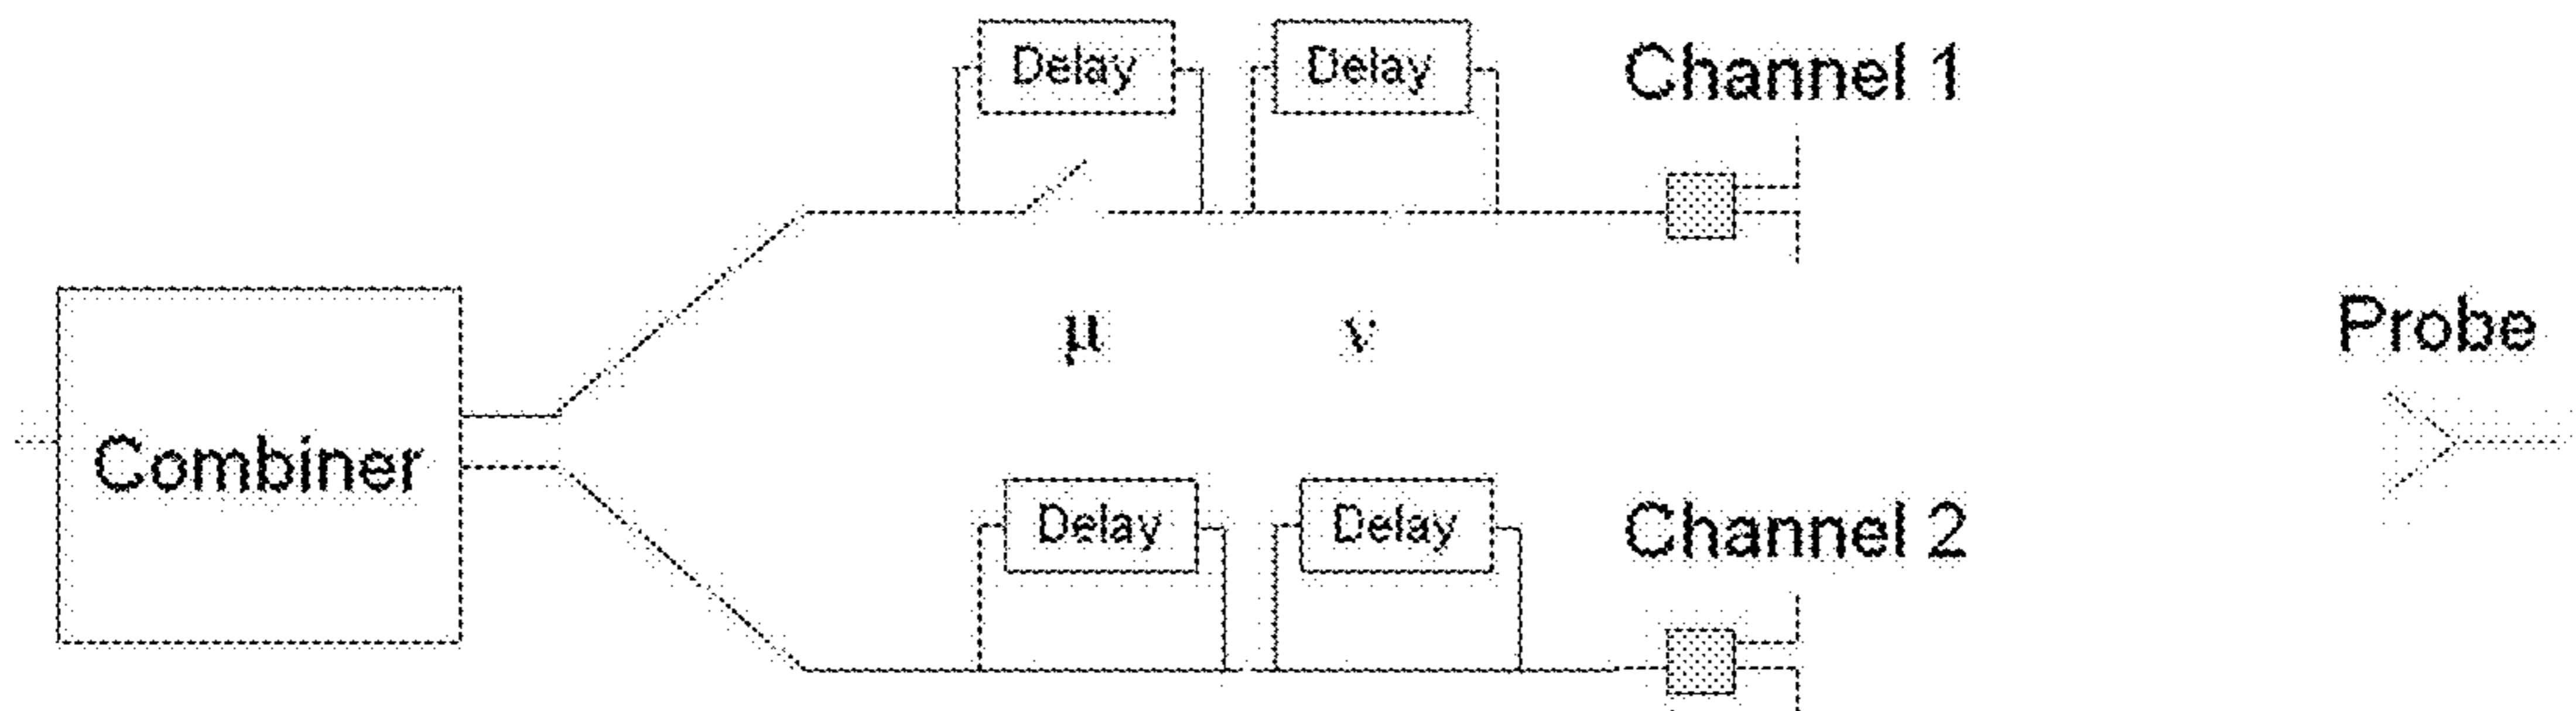 Delay Delay Channel 1
μ ν Probe
Combiner
Delay Delay Channel 2